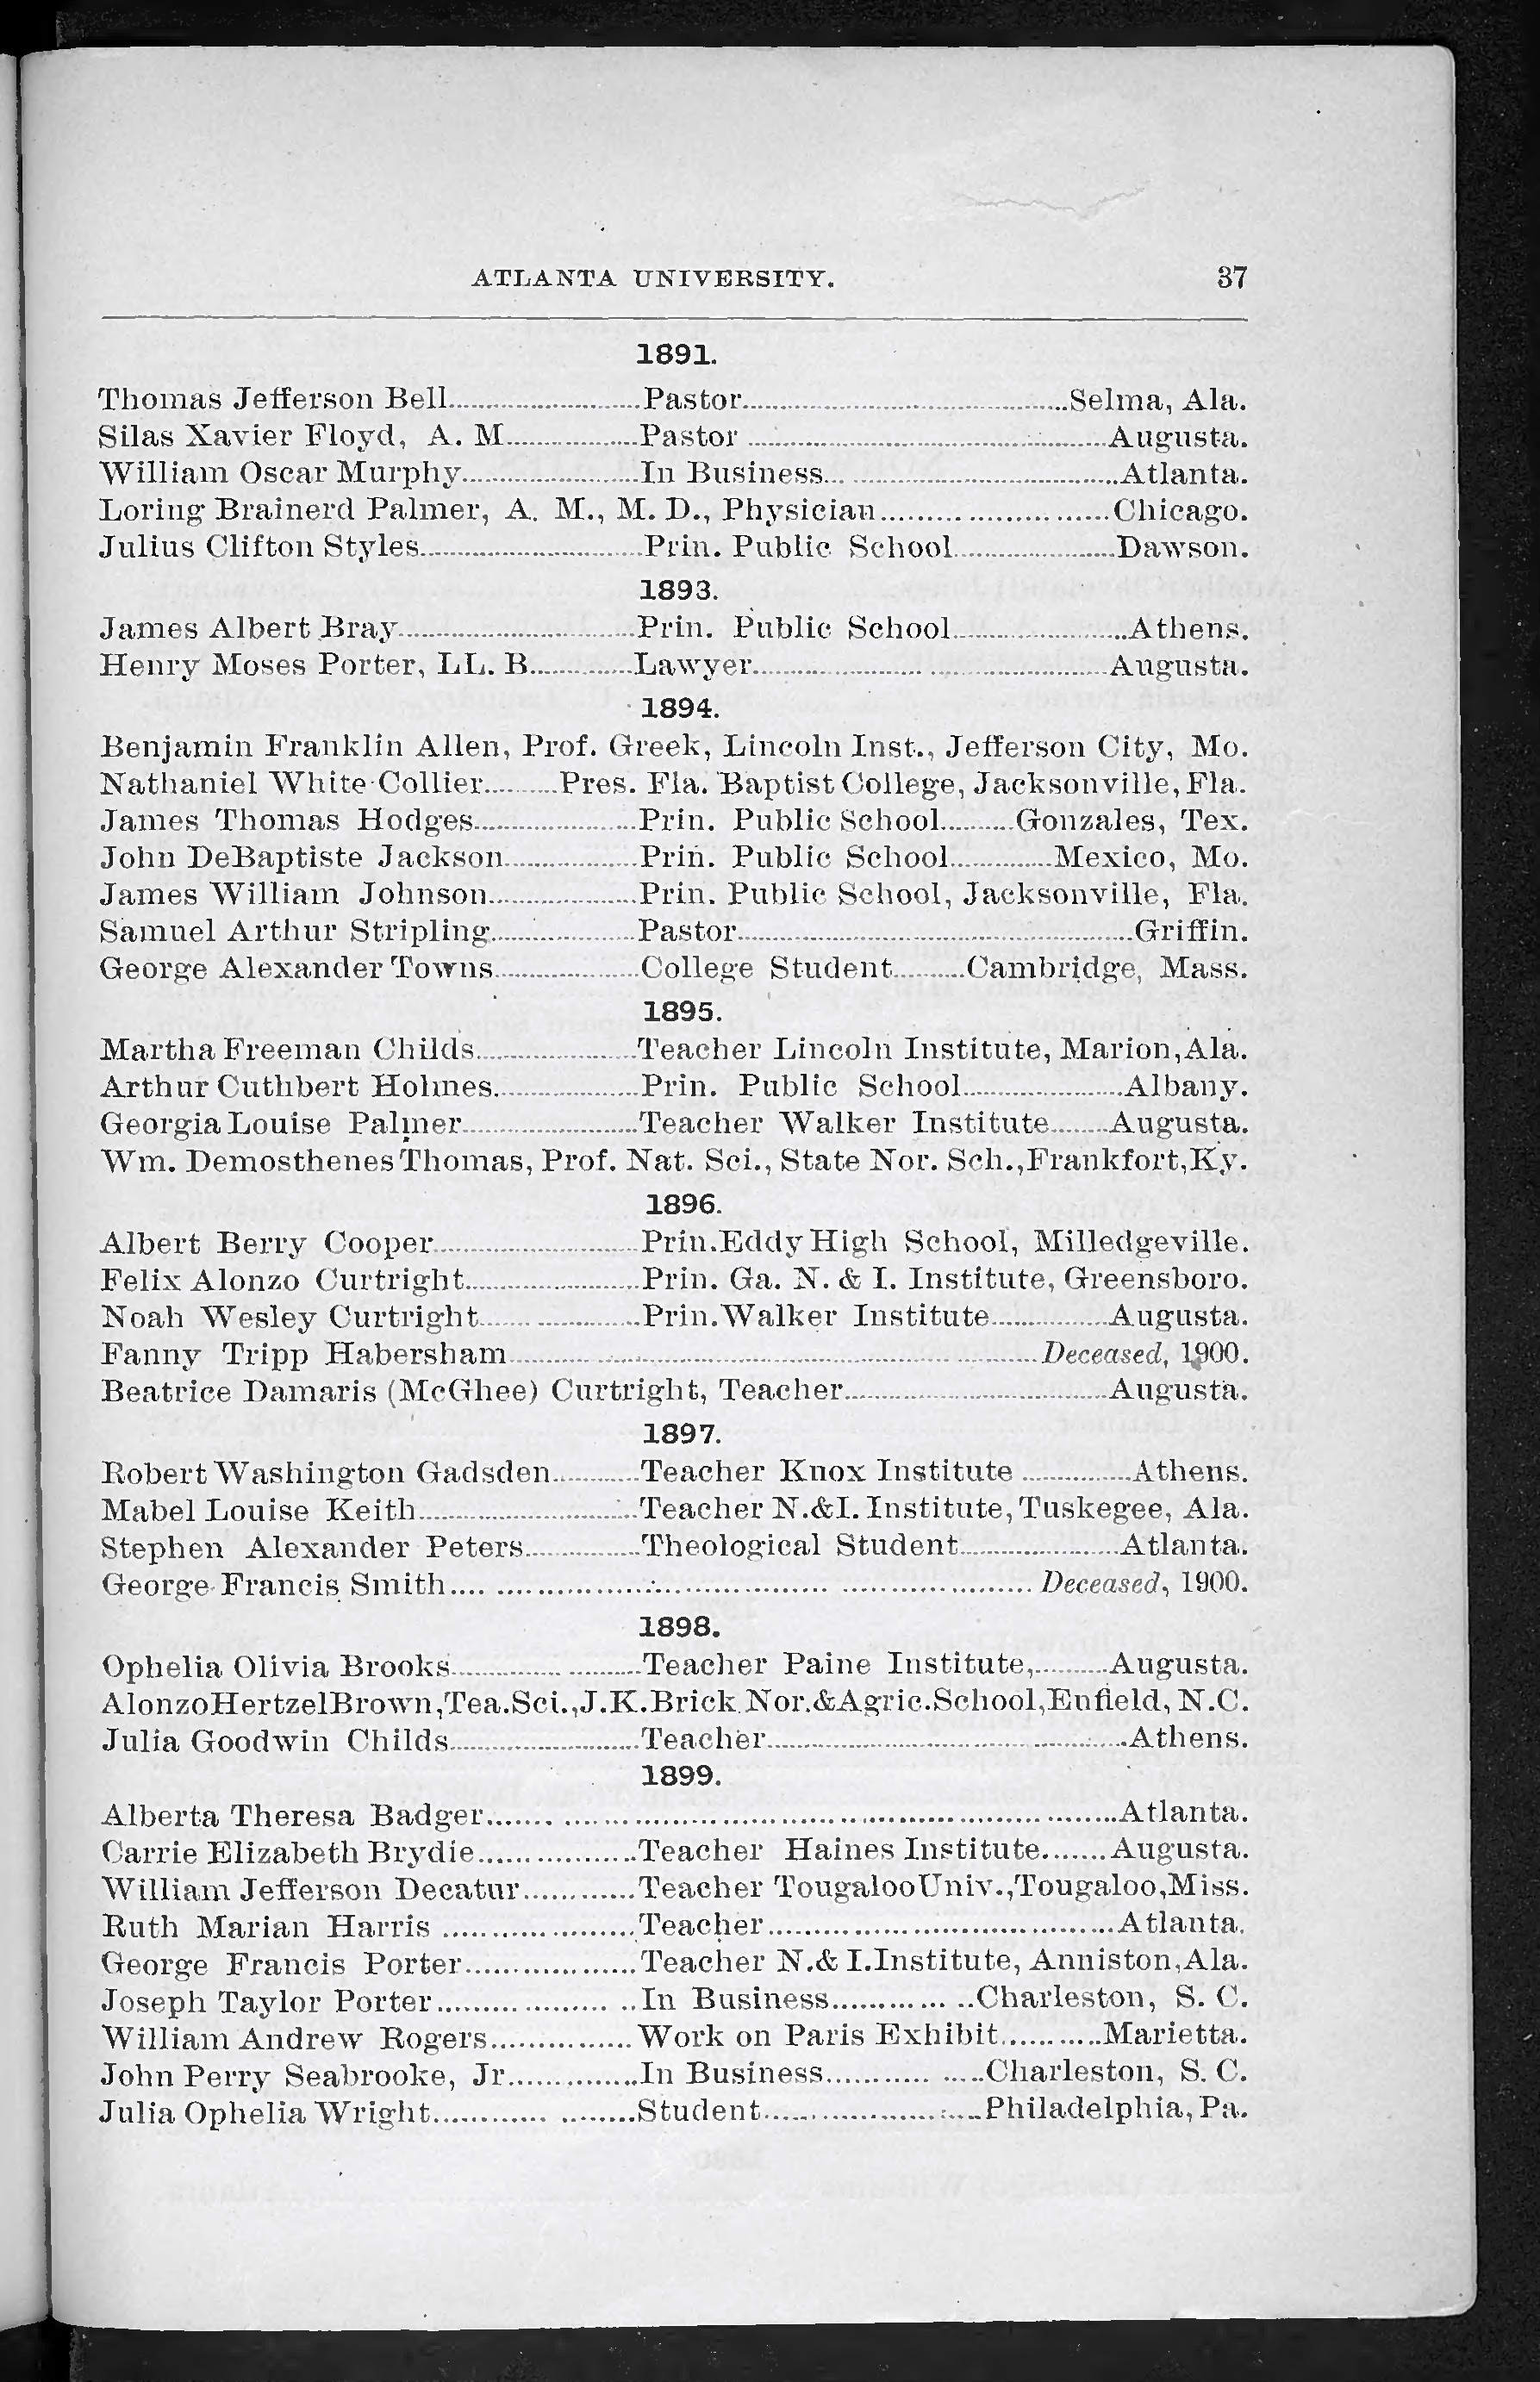 ATLANTA UNIVERSITY. 37
1891.
Thomas Jefferson Bell..........Pastor..........Selma, Ala.
Silas Xavier Floyd, A. M..........Pastor..........Augusta.
William Oscar Murphy..........In Business..........Atlanta.
Loring Brainerd Palmer, A. M., M. D., Physician..........Chicago.
Julius Clifton Styles..........Prin. Public School..........Dawson.
1893.
James Albert Bray..........Prin. Public School..........Athens.
Henry Moses Porter, LL. B..........Lawyer..........Augusta.
1894.
Benjamin Franklin Allen, Prof. Greek, Lincoln Inst., Jefferson City, Mo.
Nathaniel White Collier..........Pres. Fla. Baptist College, Jacksonville, Fla.
James Thomas Hodges..........Prin. Public School..........Gonzales, Tex.
John DeBaptiste Jackson..........Prin. Public School..........Mexico, Mo.
James William Johnson..........Prin. Public School, Jacksonville, Fla.
Samuel Arthur Stripling..........Pastor..........Griffin.
George Alexander Towns..........College Student..........Cambridge, Mass.
1895.
Martha Freeman Childs..........Teacher Lincoln Institute, Marion, Ala.
Arthur Cuthbert Holmes..........Prin. Public School..........Albany.
Georgia Louise Palmer..........Teacher Walker Institute..........Augusta.
Wm. Demosthenes Thomas, Prof. Nat. Sci., State Nor. Sch., Frankfort, Ky.
1896.
Albert Berry Cooper..........Prin. Eddy High School, Milledgeville.
Felix Alonzo Curtright..........Prin. Ga. N. & I. Institute, Greensboro.
Noah Wesley Curtright..........Prin. Walker Institute..........Augusta.
Fanny Tripp Habersham..........Deceased, 1900.
Beatrice Damaris (McGhee) Curtright, Teacher..........Augusta.
1897.
Robert Washington Gadsden..........Teacher Knox Institute..........Athens.
Mabel Louise Keith..........Teacher N. & I. Institute, Tuskegee, Ala.
Stephen Alexander Peters..........Theological Student..........Atlanta.
George Francis Smith..........Deceased, 1900.
1898.
Ophelia Olivia Brooks..........Teacher Paine Institute,..........Augusta.
Alonzo Hertzel Brown, Tea. Sci., J. K. Brick Nor. & Agric. School, Enfield, N. C.
Julia Goodwin Childs..........Teacher..........Athens.
1899.
Alberta Theresa Badger..........Atlanta.
Carrie Elizabeth Brydie..........Teacher Haines Institute..........Augusta.
William Jefferson Decatur..........Teacher Tougaloo Univ., Tougaloo, Miss.
Ruth Marian Harris..........Teacher..........Atlanta.
George Francis Porter..........Teacher N. & I. Institute, Anniston, Ala.
Joseph Taylor Porter..........In Business..........Charleston, S. C.
William Andrew Rogers..........Work on Paris Exhibit..........Marietta.
John Perry Seabrooke, Jr..........In Business..........Charleston, S. C.
Julia Ophelia Wright..........Student..........Philadelphia, Pa.